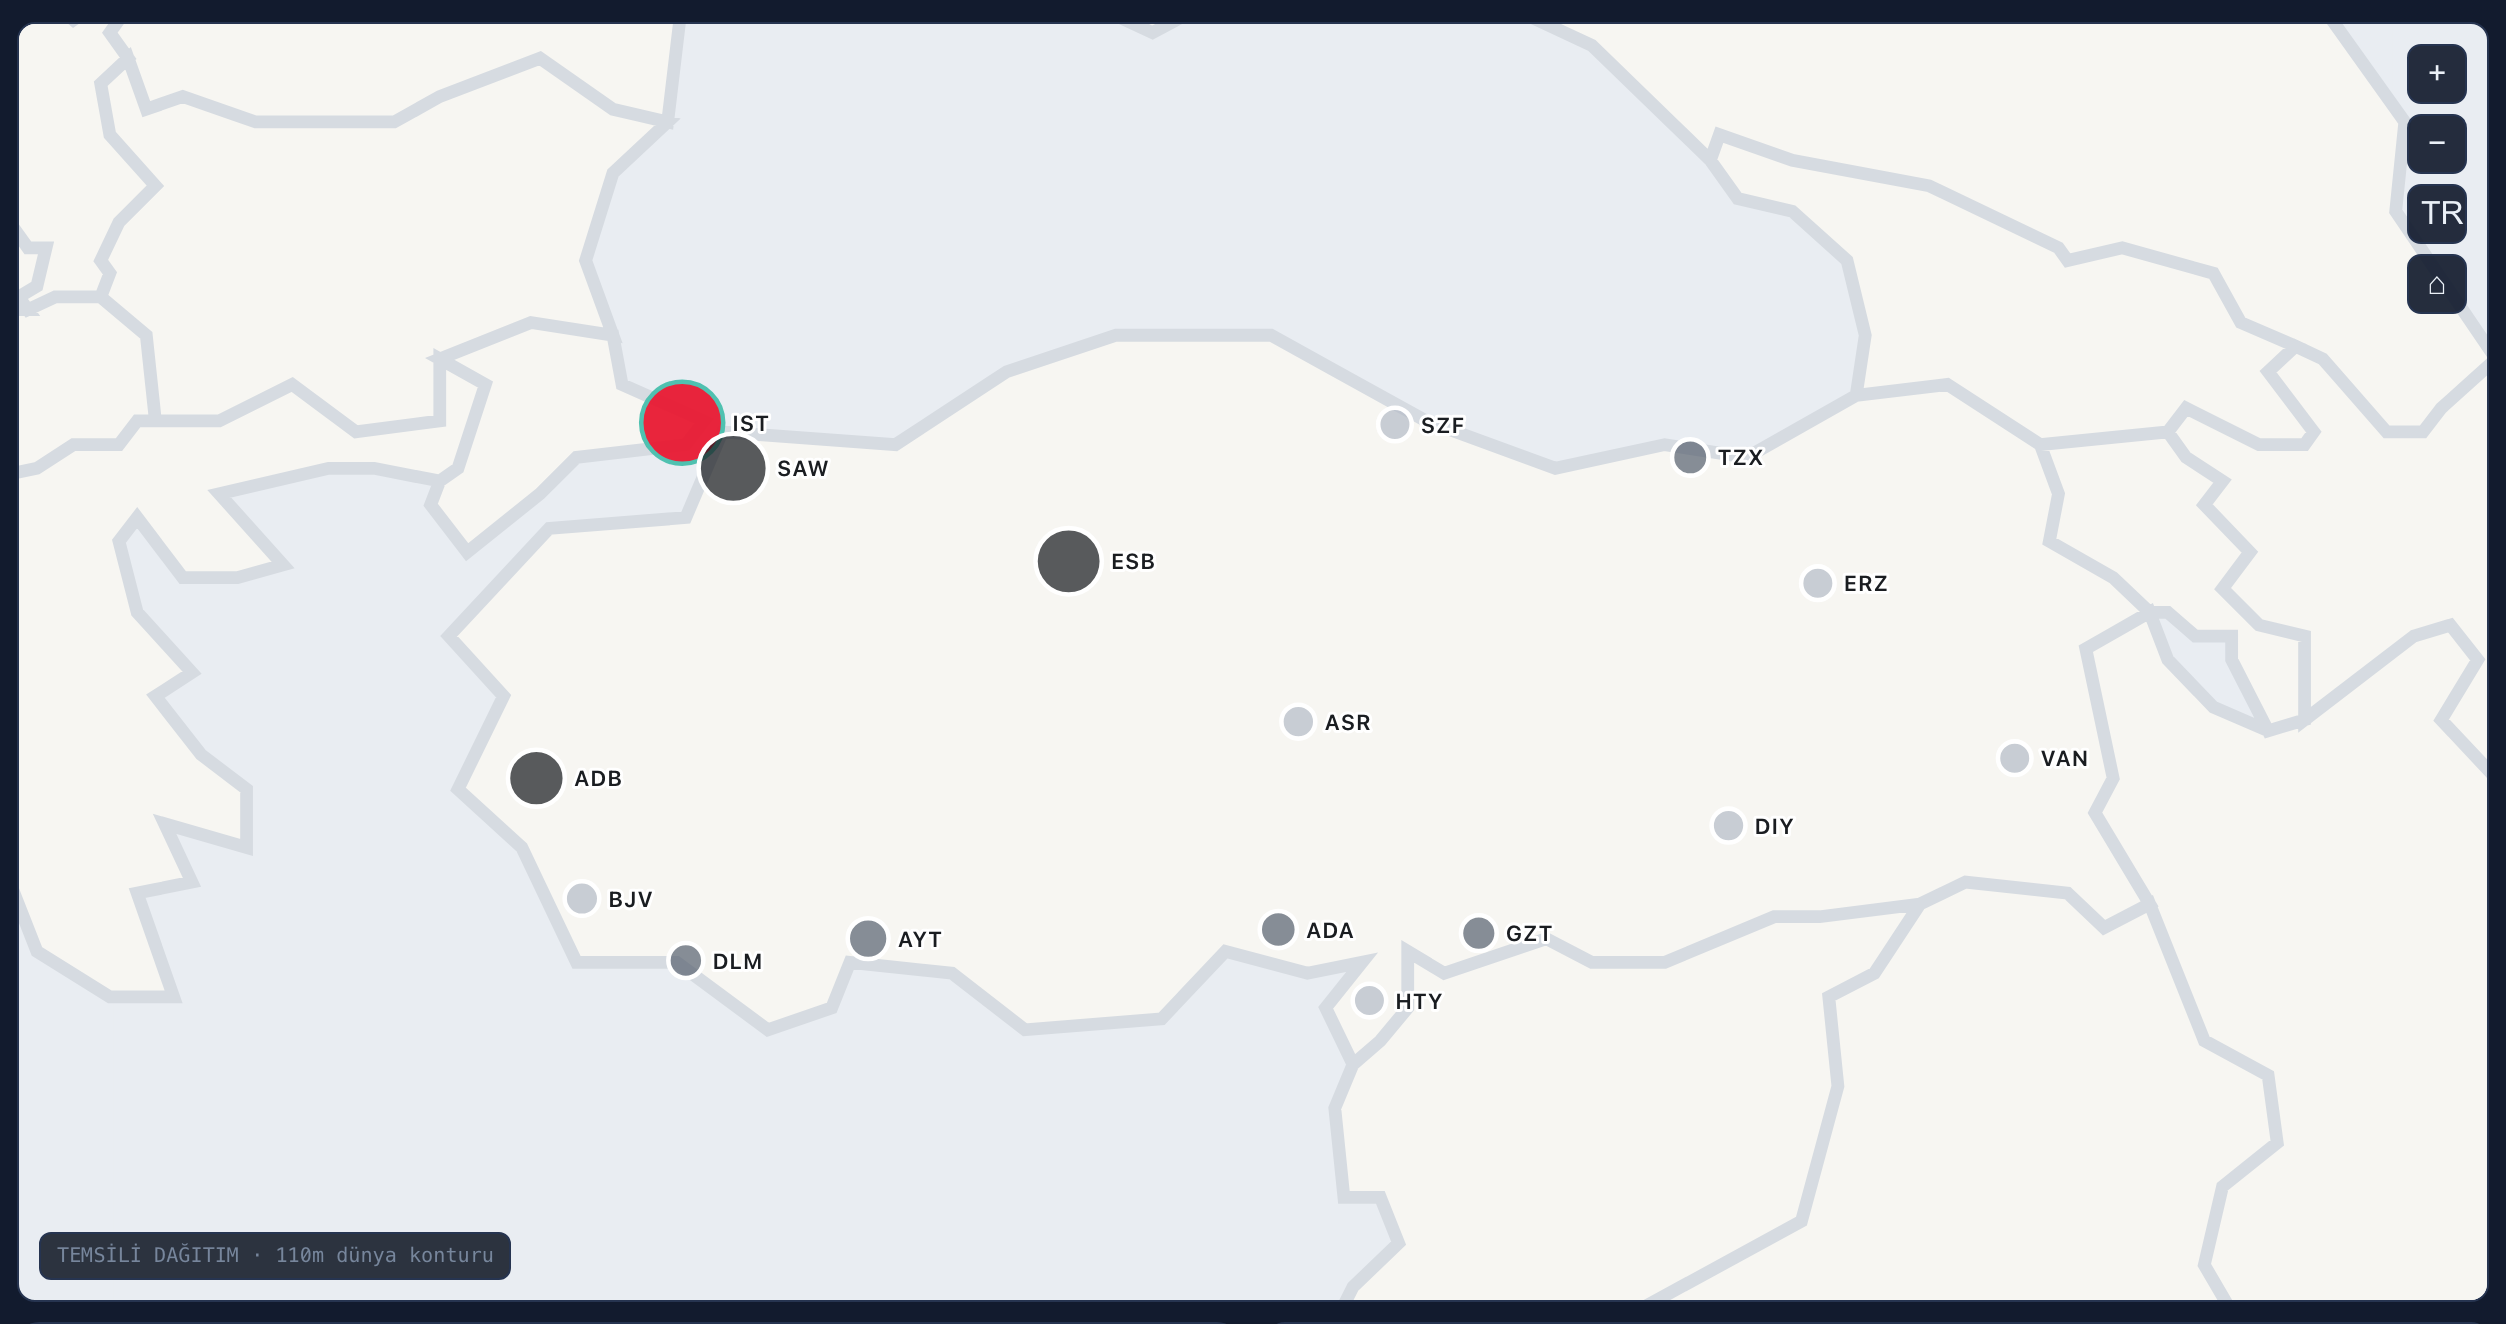 +
−
TR
⌂
IST
SZF
TZX
SAW
ESB
ERZ
ASR
VAN
ADB
DIY
BJV
AYT
ADA
GZT
DLM
HTY
TEMSİLİ DAĞITIM · 110m dünya konturu